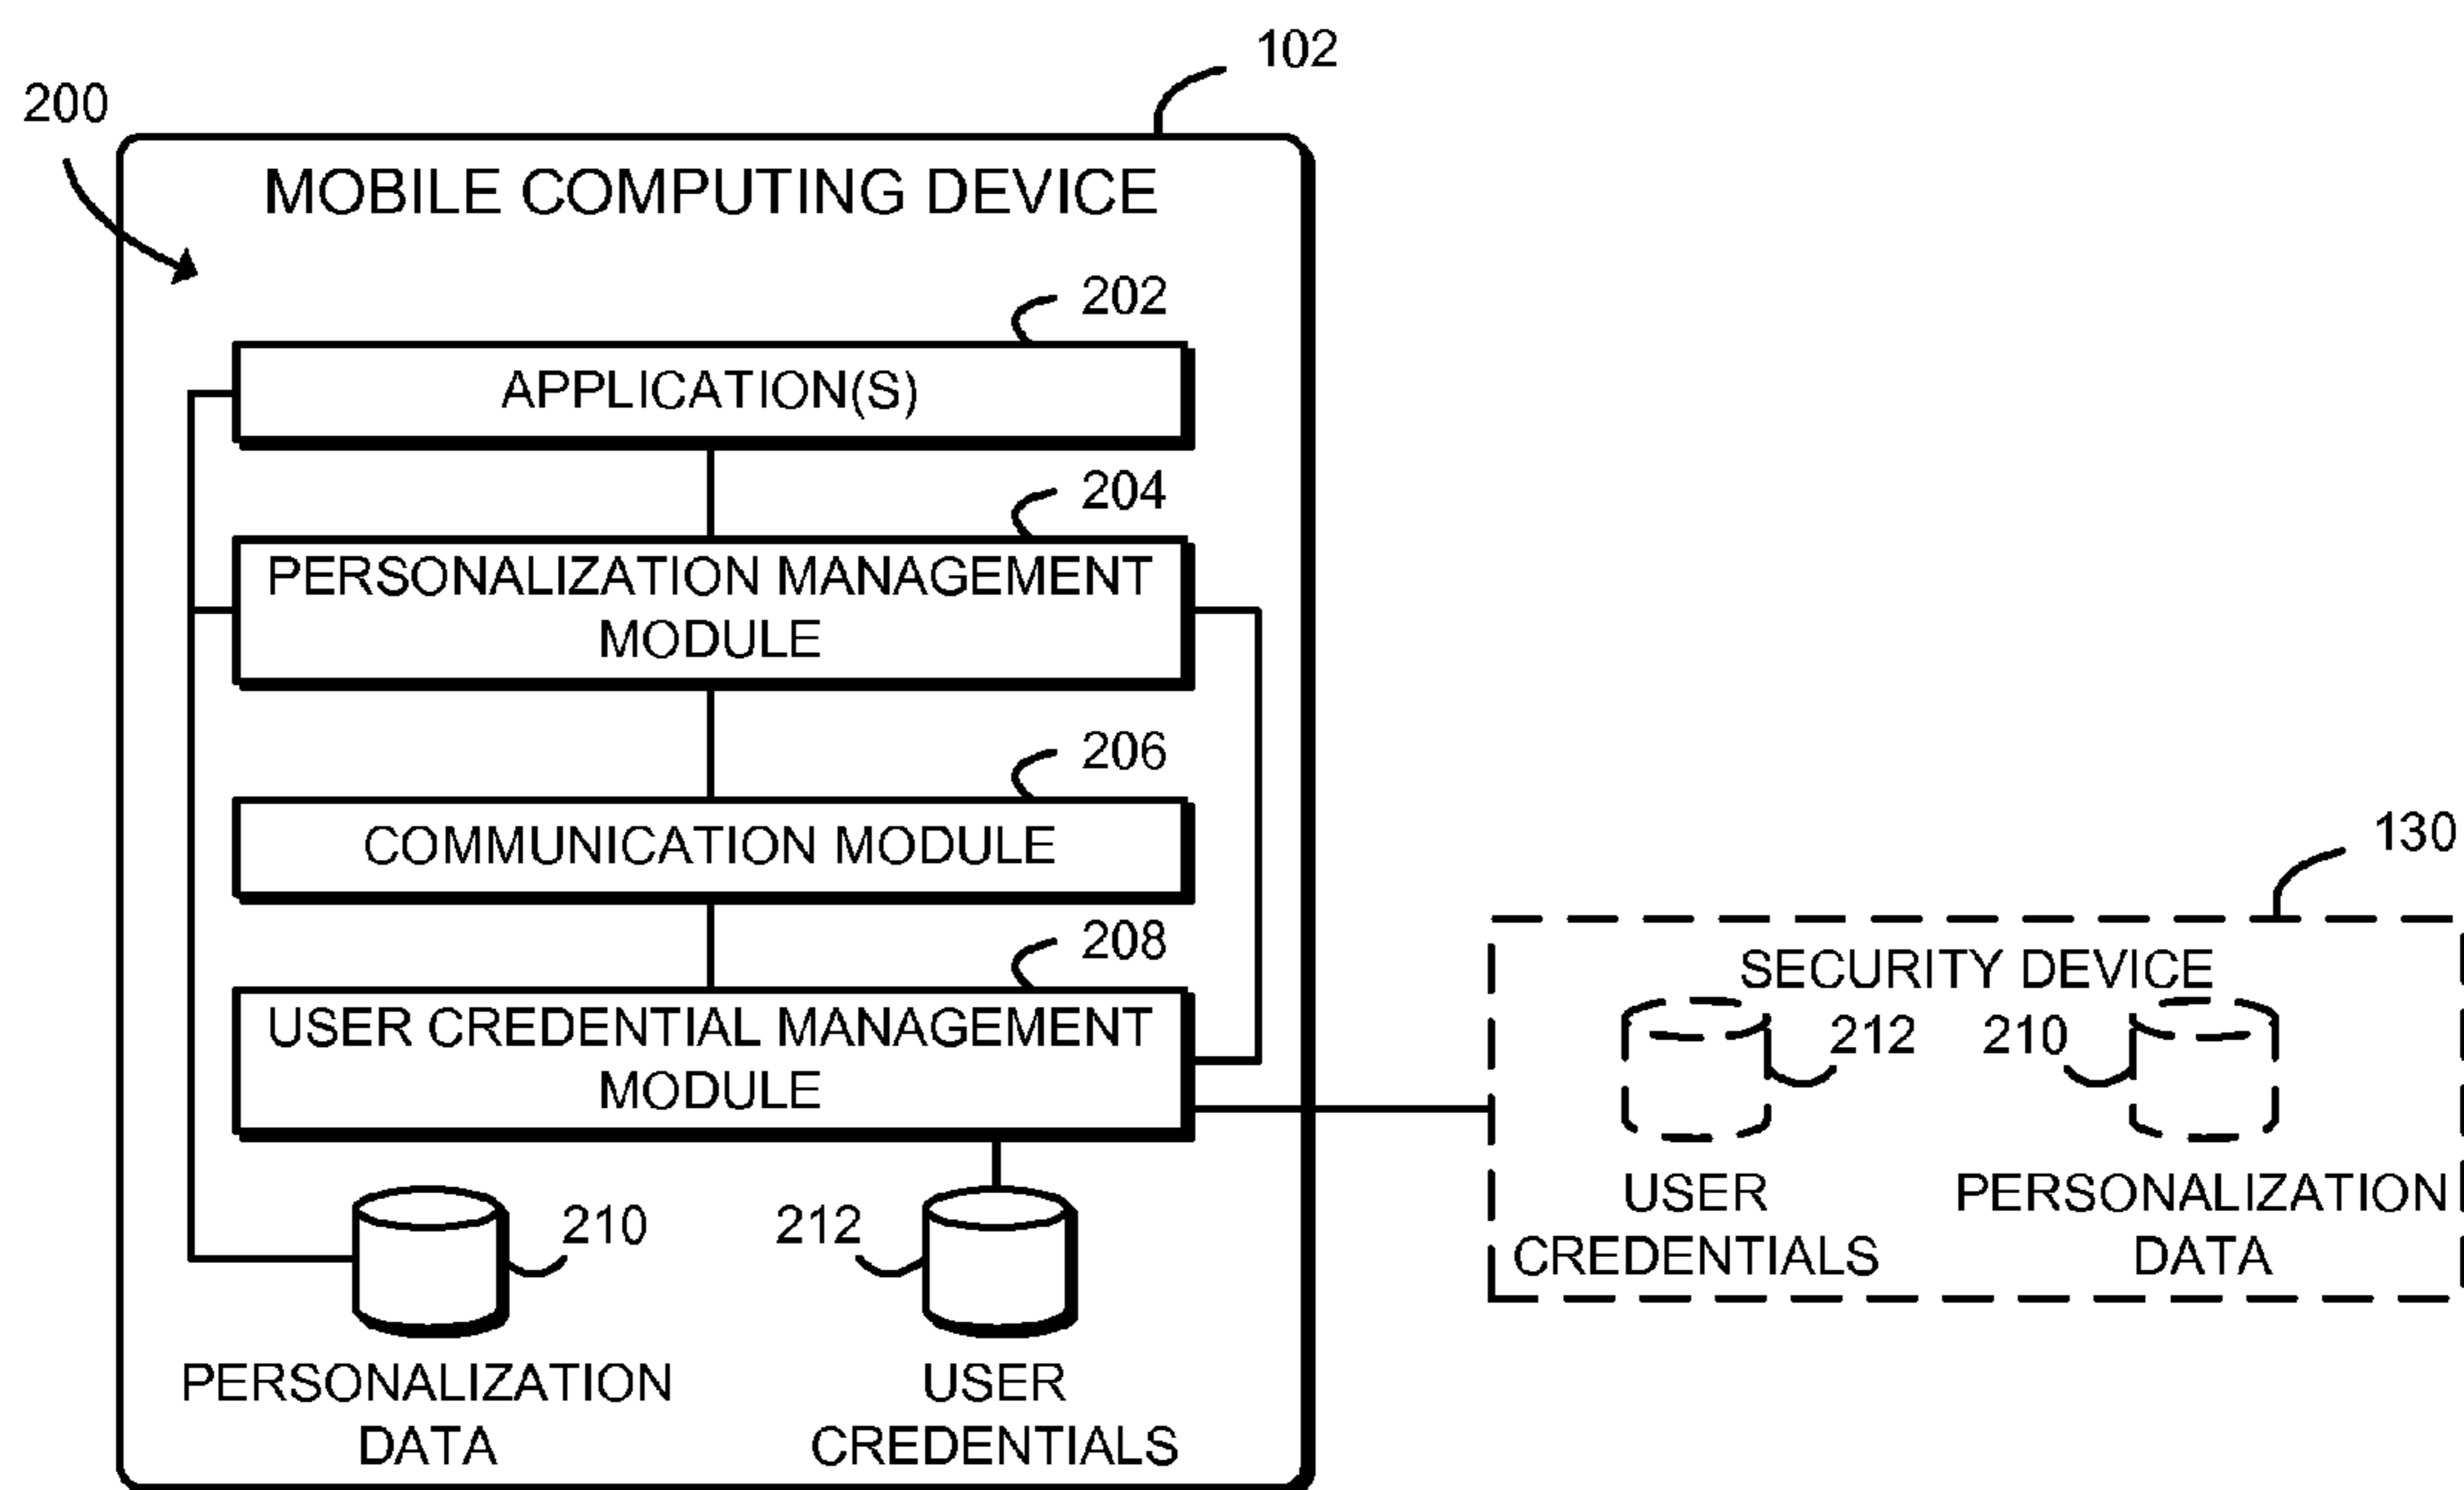 102
200
MOBILE COMPUTING DEVICE
202
APPLICATION(S)
204
PERSONALIZATION MANAGEMENT
MODULE
206
COMMUNICATION MODULE
208
USER CREDENTIAL MANAGEMENT
MODULE
210
212
PERSONALIZATION
DATA
USER
CREDENTIALS
130
SECURITY DEVICE
212
210
USER
CREDENTIALS
PERSONALIZATION
DATA